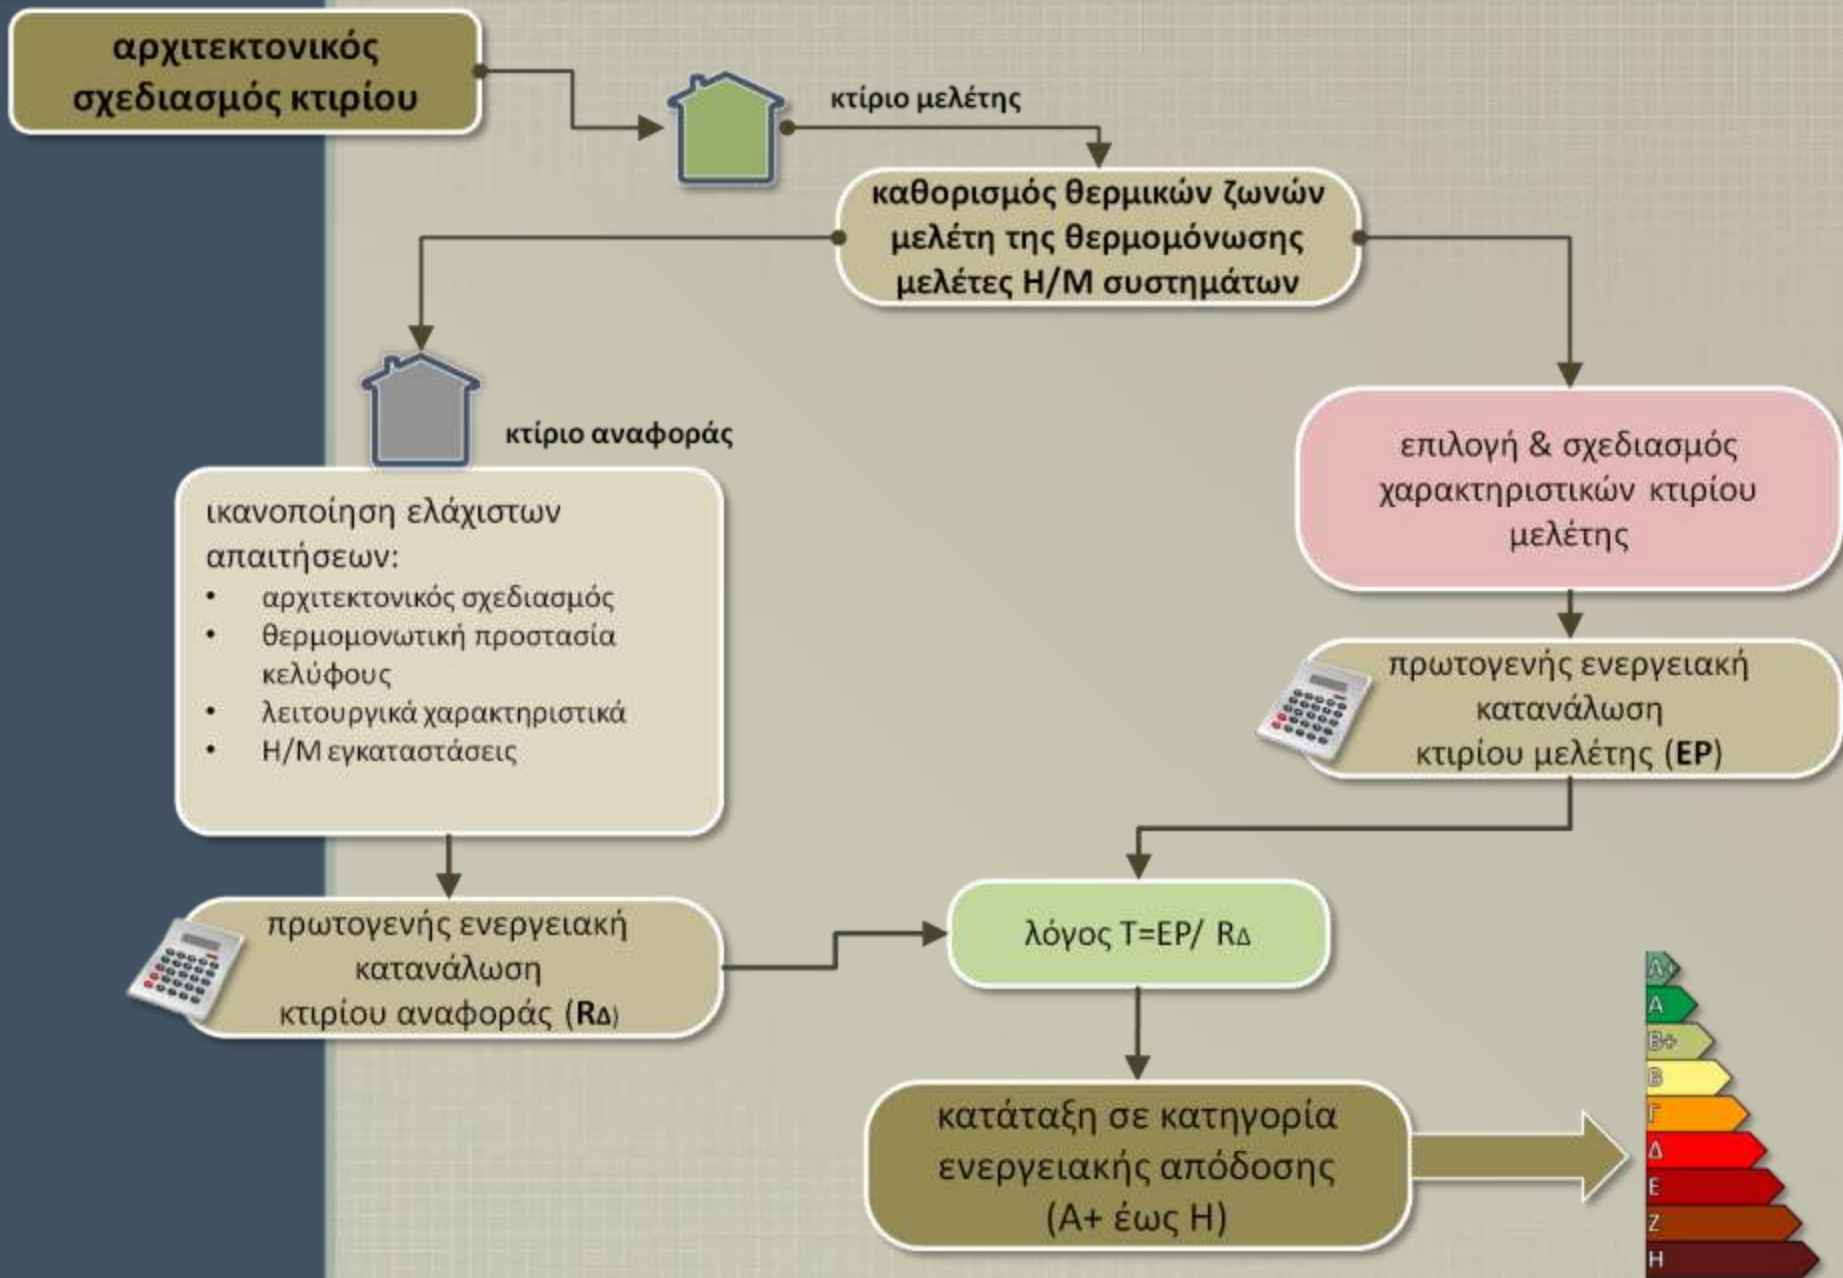 αρχιτεκτονικός
σχεδιασμός κτιρίου
κτίριο μελέτης
καθορισμός θερμικών ζωνών
μελέτη της θερμομόνωσης
μελέτες Η/Μ συστημάτων
κτίριο αναφοράς
ικανοποίηση ελάχιστων
απαιτήσεων:
• αρχιτεκτονικός σχεδιασμός
• θερμομονωτική προστασία
κελύφους
• λειτουργικά χαρακτηριστικά
• Η/Μ εγκαταστάσεις
επιλογή & σχεδιασμός
χαρακτηριστικών κτιρίου
μελέτης
πρωτογενής ενεργειακή
κατανάλωση
κτιρίου μελέτης (EP)
πρωτογενής ενεργειακή
κατανάλωση
κτιρίου αναφοράς (RΔ)
λόγος T=EP/ RΔ
κατάταξη σε κατηγορία
ενεργειακής απόδοσης
(Α+ έως Η)
Α+
Α
Β+
Β
Γ
Δ
Ε
Ζ
Η